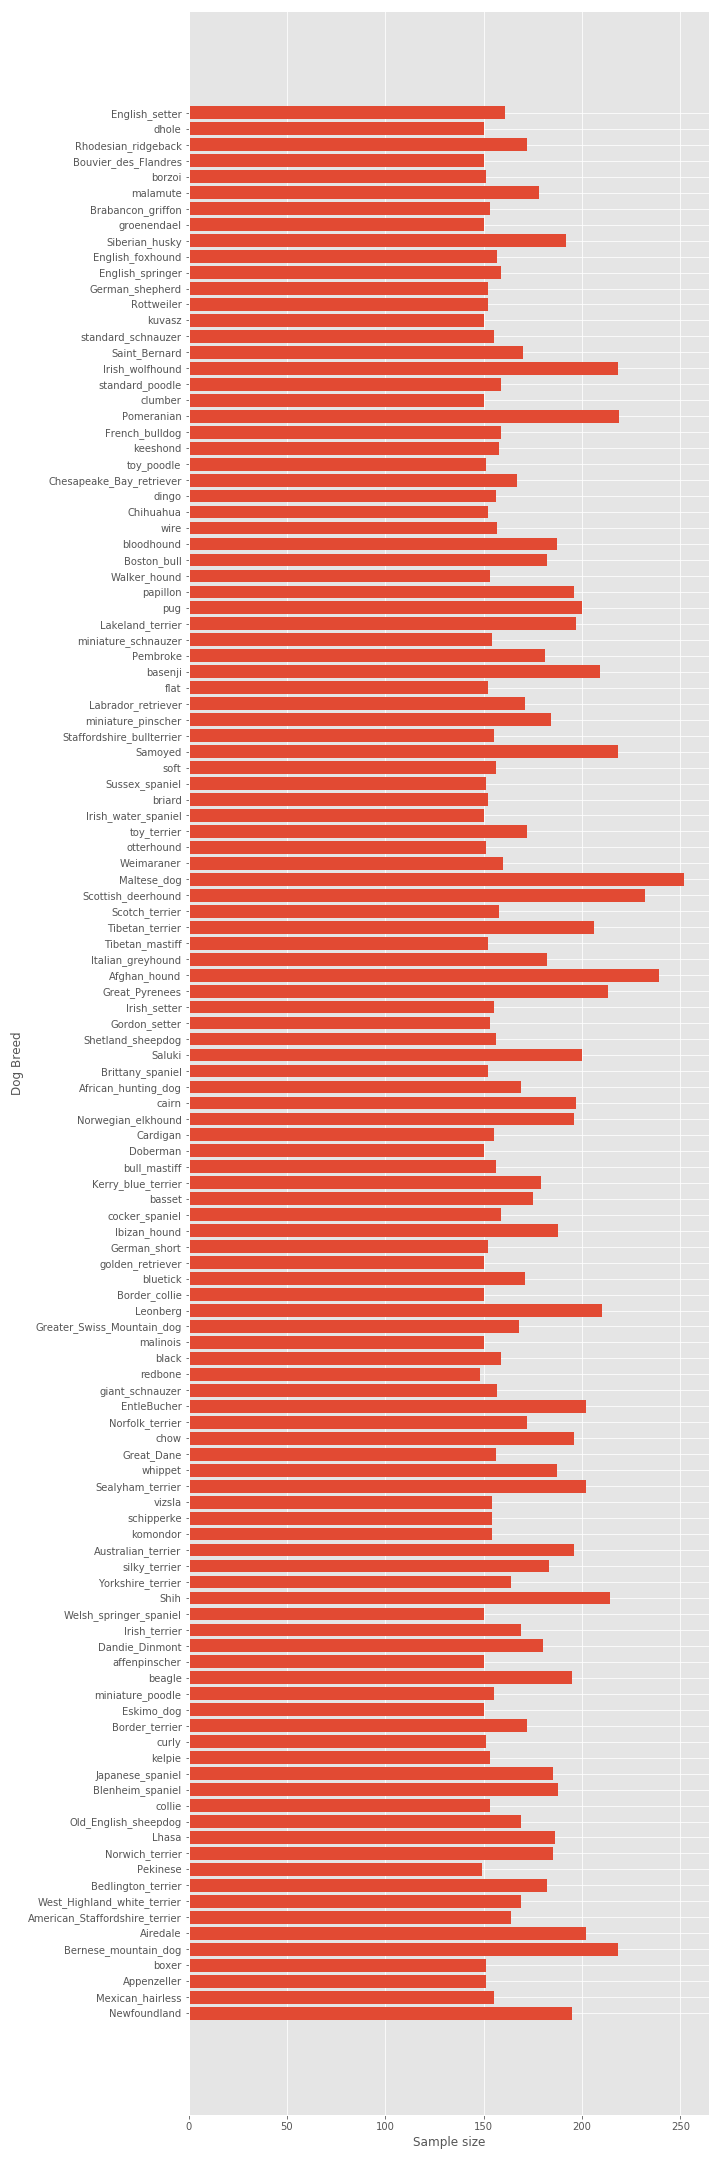 English_setter
dhole
Rhodesian_ridgeback
Bouvier_des_Flandres
borzoi
malamute
Brabancon_griffon
groenendael
Siberian_husky
English_foxhound
English_springer
German_shepherd
Rottweiler
kuvasz
standard_schnauzer
Saint_Bernard
Irish_wolfhound
standard_poodle
clumber
Pomeranian
French_bulldog
keeshond
toy_poodle
Chesapeake_Bay_retriever
dingo
Chihuahua
wire
bloodhound
Boston_bull
Walker_hound
papillon
pug
Lakeland_terrier
miniature_schnauzer
Pembroke
basenji
flat
Labrador_retriever
miniature_pinscher
Staffordshire_bullterrier
Samoyed
soft
Sussex_spaniel
briard
Irish_water_spaniel
toy_terrier
otterhound
Weimaraner
Maltese_dog
Scottish_deerhound
Scotch_terrier
Tibetan_terrier
Tibetan_mastiff
Italian_greyhound
Afghan_hound
Great_Pyrenees
Irish_setter
Gordon_setter
Shetland_sheepdog
Saluki
Brittany_spaniel
African_hunting_dog
cairn
Norwegian_elkhound
Cardigan
Doberman
bull_mastiff
Kerry_blue_terrier
basset
cocker_spaniel
Ibizan_hound
German_short
golden_retriever
bluetick
Border_collie
Leonberg
Greater_Swiss_Mountain_dog
malinois
black
redbone
giant_schnauzer
EntleBucher
Norfolk_terrier
chow
Great_Dane
whippet
Sealyham_terrier
vizsla
schipperke
komondor
Australian_terrier
silky_terrier
Yorkshire_terrier
Shih
Welsh_springer_spaniel
Irish_terrier
Dandie_Dinmont
affenpinscher
beagle
miniature_poodle
Eskimo_dog
Border_terrier
curly
kelpie
Japanese_spaniel
Blenheim_spaniel
collie
Old_English_sheepdog
Lhasa
Norwich_terrier
Pekinese
Bedlington_terrier
West_Highland_white_terrier
American_Staffordshire_terrier
Airedale
Bernese_mountain_dog
boxer
Appenzeller
Mexican_hairless
Newfoundland
Dog Breed
0 50 100 150 200 250
Sample size